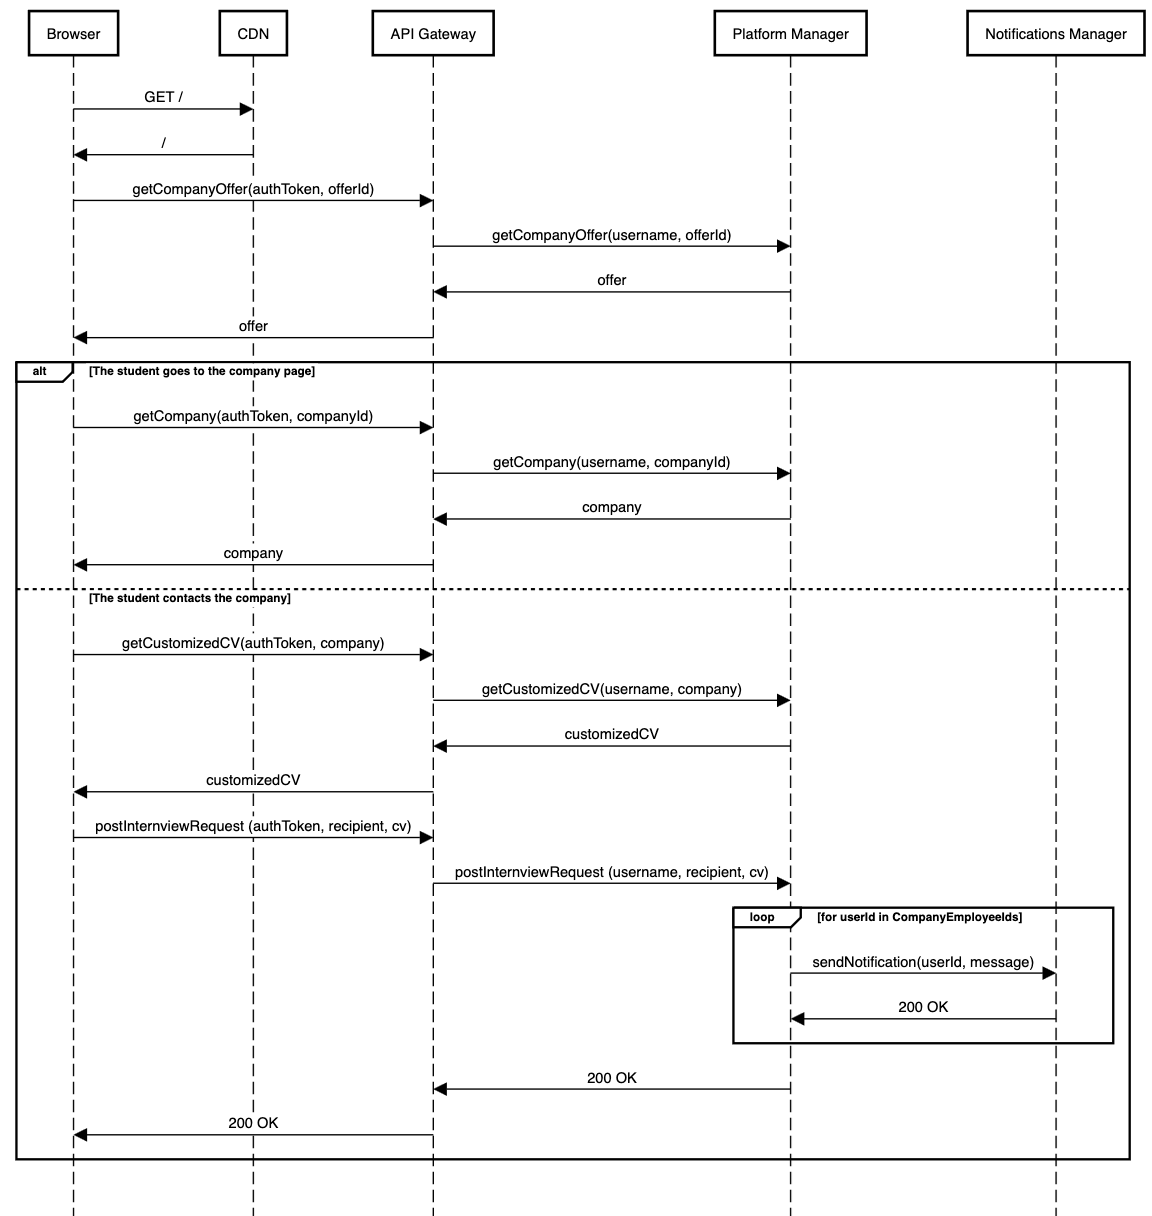 Browser
CDN
API Gateway
Platform Manager
Notifications Manager
GET /
/
getCompanyOffer(authToken, offerId)
getCompanyOffer(username, offerId)
offer
offer
alt
[The student goes to the company page]
getCompany(authToken, companyId)
getCompany(username, companyId)
company
company
[The student contacts the company]
getCustomizedCV(authToken, company)
getCustomizedCV(username, company)
customizedCV
customizedCV
postInternviewRequest (authToken, recipient, cv)
postInternviewRequest (username, recipient, cv)
loop
[for userId in CompanyEmployeeIds]
sendNotification(userId, message)
200 OK
200 OK
200 OK